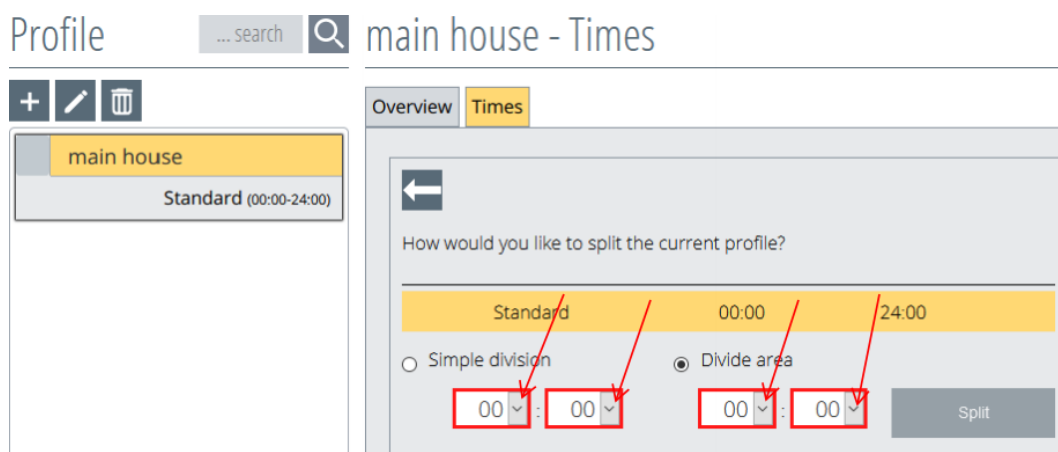 Profile
... search
main house - Times
Overview
Times
main house
Standard (00:00-24:00)
How would you like to split the current profile?
Standard 00:00 24:00
Simple division
Divide area
00 : 00
00 : 00
Split